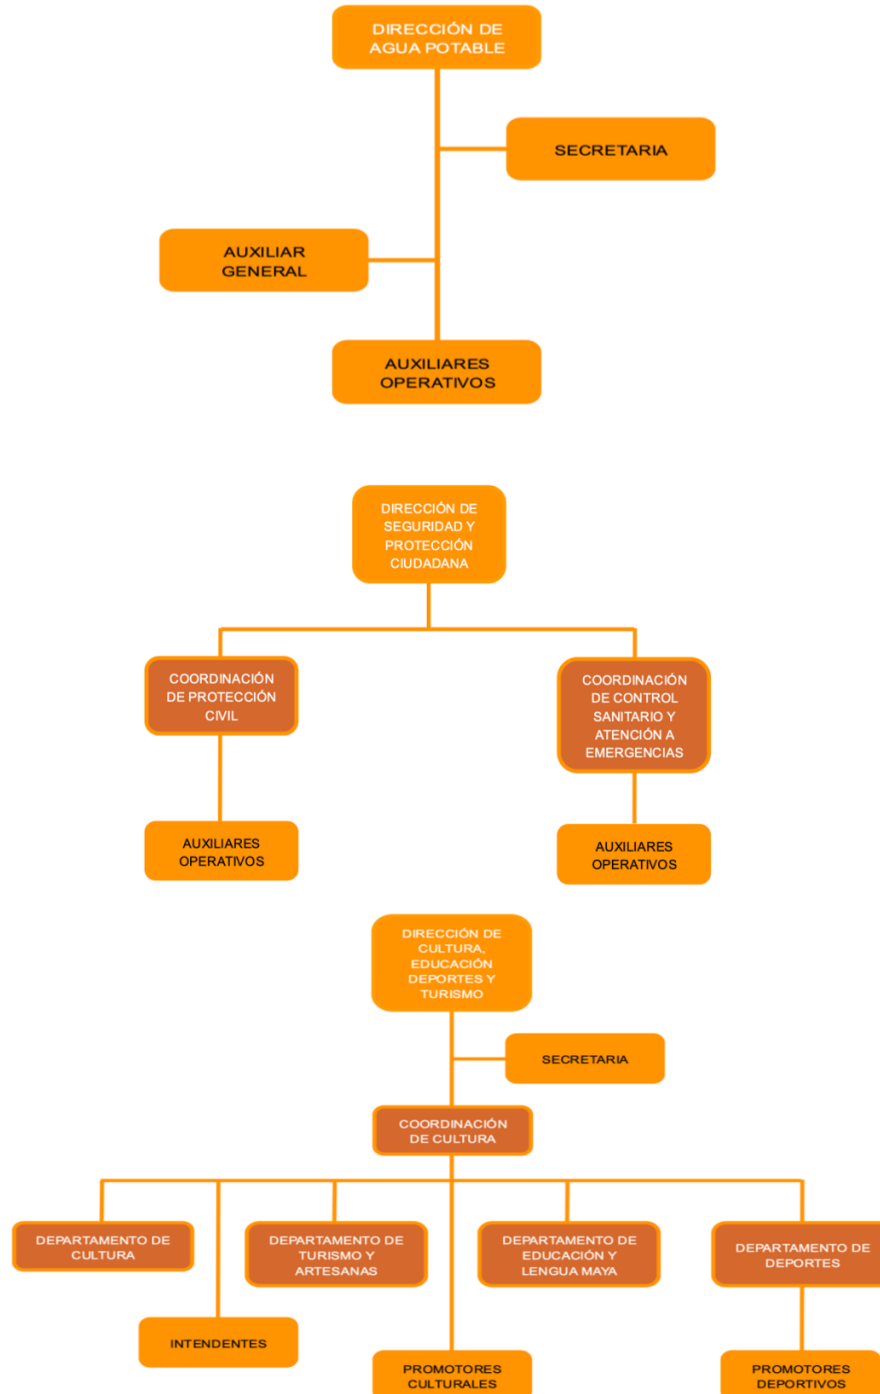 DIRECCIÓN DE
AGUA POTABLE
SECRETARIA
AUXILIAR
GENERAL
AUXILIARES
OPERATIVOS
DIRECCIÓN DE
SEGURIDAD Y
PROTECCIÓN
CIUDADANA
COORDINACIÓN
DE PROTECCIÓN
CIVIL
COORDINACIÓN
DE CONTROL
SANITARIO Y
ATENCIÓN A
EMERGENCIAS
AUXILIARES
OPERATIVOS
AUXILIARES
OPERATIVOS
DIRECCIÓN DE
CULTURA,
EDUCACIÓN
DEPORTES Y
TURISMO
SECRETARIA
COORDINACIÓN
DE CULTURA
DEPARTAMENTO DE
CULTURA
DEPARTAMENTO DE
TURISMO Y
ARTESANAS
DEPARTAMENTO DE
EDUCACIÓN Y
LENGUA MAYA
DEPARTAMENTO DE
DEPORTES
INTENDENTES
PROMOTORES
CULTURALES
PROMOTORES
DEPORTIVOS